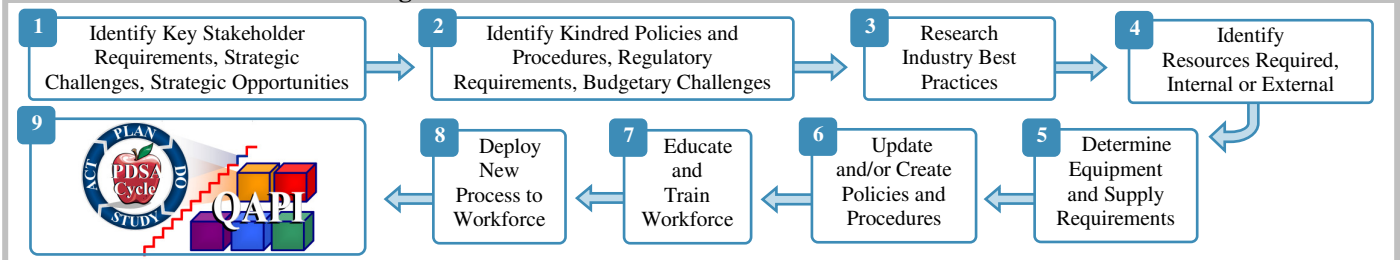 1
Identify Key Stakeholder
Requirements, Strategic
Challenges, Strategic Opportunities
2
Identify Kindred Policies and
Procedures, Regulatory
Requirements, Budgetary Challenges
3
Research
Industry Best
Practices
4
Identify
Resources Required,
Internal or External
5
Determine
Equipment
and Supply
Requirements
6
Update
and/or Create
Policies and
Procedures
7
Educate
and
Train
Workforce
8
Deploy
New
Process to
Workforce
9
PLAN
DO
STUDY
ACT
PDSA
Cycle
QAPI